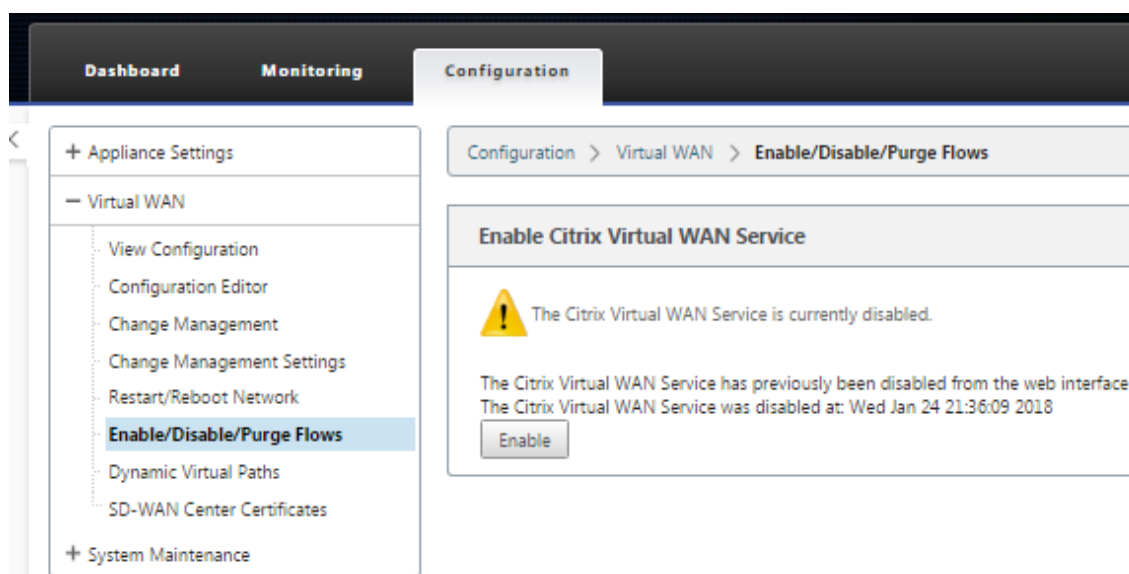 Dashboard Monitoring Configuration
+ Appliance Settings
− Virtual WAN
View Configuration
Configuration Editor
Change Management
Change Management Settings
Restart/Reboot Network
Enable/Disable/Purge Flows
Dynamic Virtual Paths
SD-WAN Center Certificates
+ System Maintenance
Configuration > Virtual WAN > Enable/Disable/Purge Flows
Enable Citrix Virtual WAN Service
The Citrix Virtual WAN Service is currently disabled.
The Citrix Virtual WAN Service has previously been disabled from the web interface
The Citrix Virtual WAN Service was disabled at: Wed Jan 24 21:36:09 2018
Enable